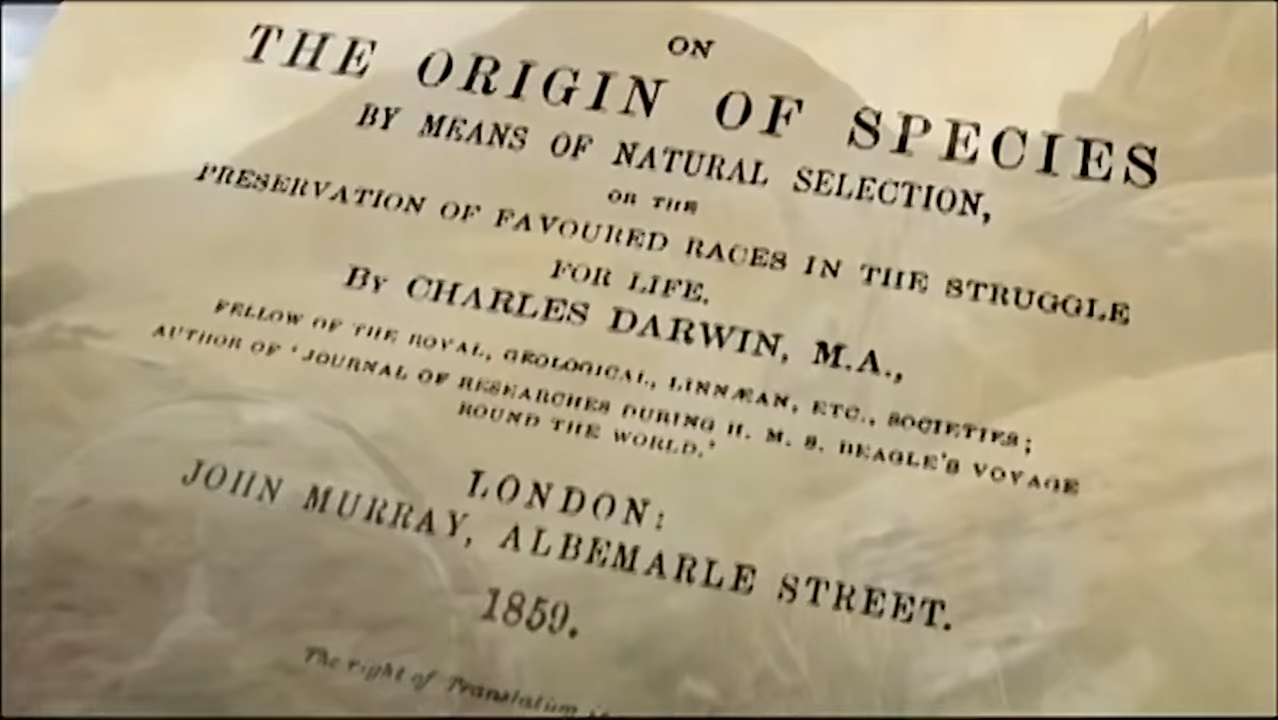 ON
THE ORIGIN OF SPECIES
BY MEANS OF NATURAL SELECTION,
OR THE
PRESERVATION OF FAVOURED RACES IN THE STRUGGLE
FOR LIFE.
By CHARLES DARWIN, M.A.,
FELLOW OF THE ROYAL, GEOLOGICAL, LINNÆAN, ETC., SOCIETIES;
AUTHOR OF 'JOURNAL OF RESEARCHES DURING H. M. S. BEAGLE'S VOYAGE
ROUND THE WORLD.'
LONDON:
JOHN MURRAY, ALBEMARLE STREET.
1859.
The right of Translation is